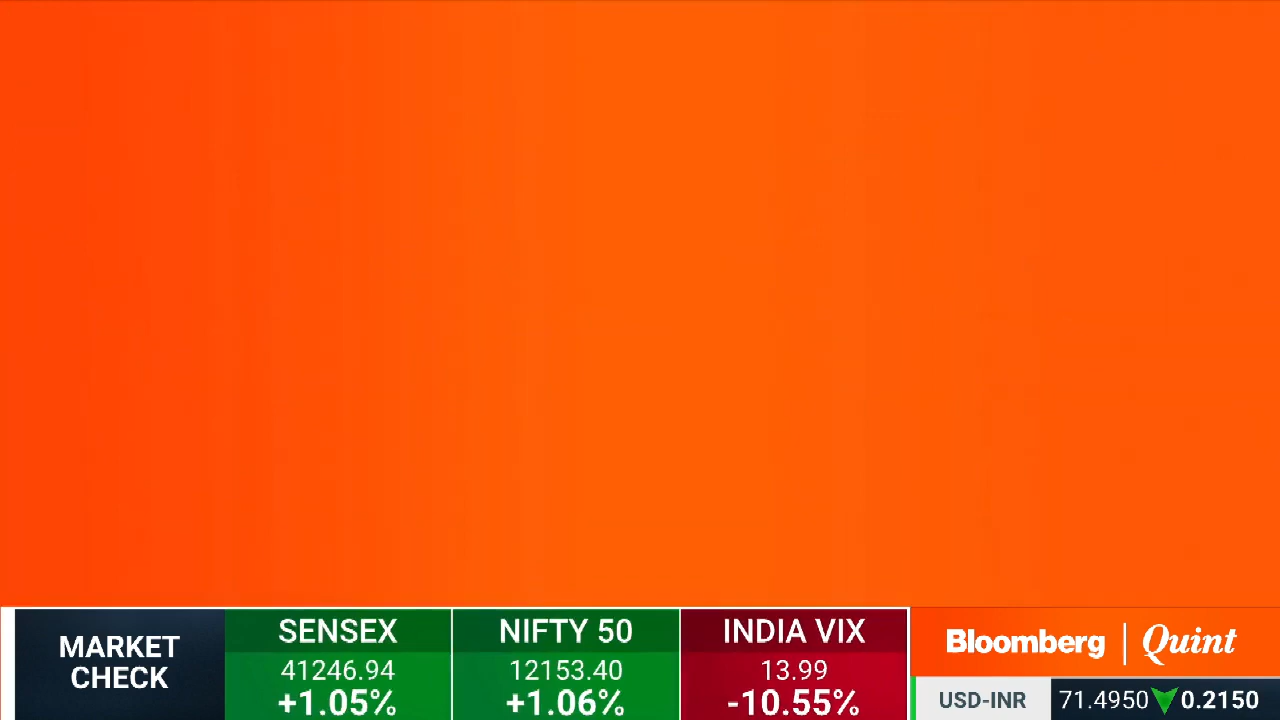 MARKET
CHECK
SENSEX
41246.94
+1.05%
NIFTY 50
12153.40
+1.06%
INDIA VIX
13.99
-10.55%
Bloomberg | Quint
USD-INR 71.4950 0.2150